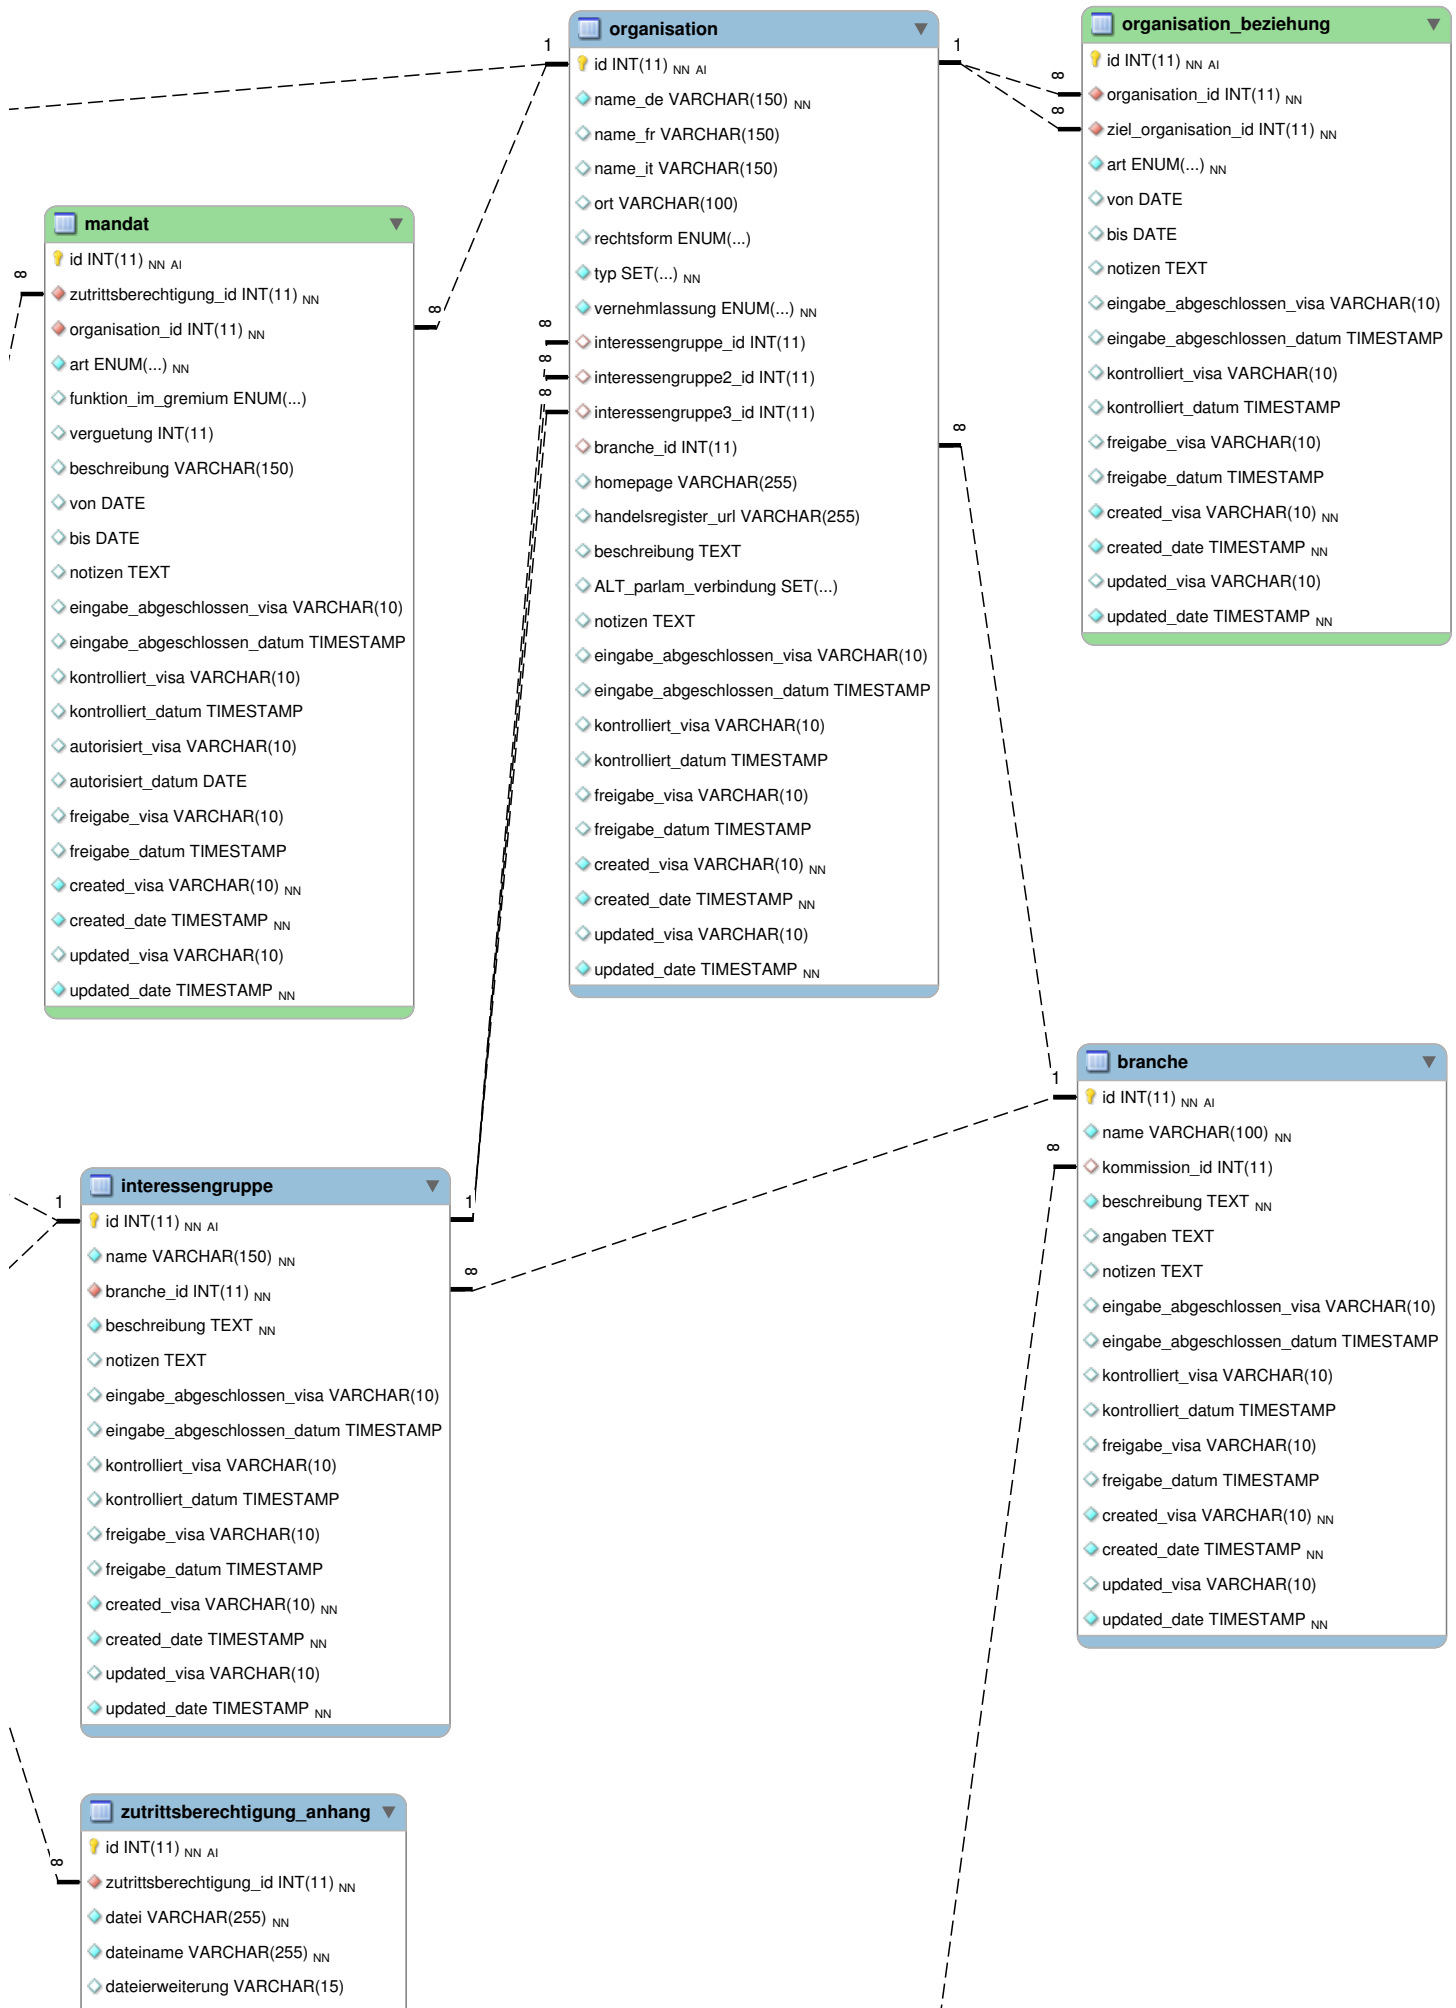 organisation
1
id INT(11) NN AI
name_de VARCHAR(150) NN
name_fr VARCHAR(150)
name_it VARCHAR(150)
ort VARCHAR(100)
rechtsform ENUM(...)
typ SET(...) NN
vernehmlassung ENUM(...) NN
∞
interessengruppe_id INT(11)
∞
interessengruppe2_id INT(11)
∞
interessengruppe3_id INT(11)
branche_id INT(11)
homepage VARCHAR(255)
handelsregister_url VARCHAR(255)
beschreibung TEXT
ALT_parlam_verbindung SET(...)
notizen TEXT
eingabe_abgeschlossen_visa VARCHAR(10)
eingabe_abgeschlossen_datum TIMESTAMP
kontrolliert_visa VARCHAR(10)
kontrolliert_datum TIMESTAMP
freigabe_visa VARCHAR(10)
freigabe_datum TIMESTAMP
created_visa VARCHAR(10) NN
created_date TIMESTAMP NN
updated_visa VARCHAR(10)
updated_date TIMESTAMP NN
1
∞
organisation_beziehung
id INT(11) NN AI
∞
organisation_id INT(11) NN
∞
ziel_organisation_id INT(11) NN
art ENUM(...) NN
von DATE
bis DATE
notizen TEXT
eingabe_abgeschlossen_visa VARCHAR(10)
eingabe_abgeschlossen_datum TIMESTAMP
kontrolliert_visa VARCHAR(10)
kontrolliert_datum TIMESTAMP
freigabe_visa VARCHAR(10)
freigabe_datum TIMESTAMP
created_visa VARCHAR(10) NN
created_date TIMESTAMP NN
updated_visa VARCHAR(10)
updated_date TIMESTAMP NN
mandat
id INT(11) NN AI
∞
zutrittsberechtigung_id INT(11) NN
organisation_id INT(11) NN
∞
art ENUM(...) NN
funktion_im_gremium ENUM(...)
verguetung INT(11)
beschreibung VARCHAR(150)
von DATE
bis DATE
notizen TEXT
eingabe_abgeschlossen_visa VARCHAR(10)
eingabe_abgeschlossen_datum TIMESTAMP
kontrolliert_visa VARCHAR(10)
kontrolliert_datum TIMESTAMP
autorisiert_visa VARCHAR(10)
autorisiert_datum DATE
freigabe_visa VARCHAR(10)
freigabe_datum TIMESTAMP
created_visa VARCHAR(10) NN
created_date TIMESTAMP NN
updated_visa VARCHAR(10)
updated_date TIMESTAMP NN
branche
1
id INT(11) NN AI
name VARCHAR(100) NN
∞
kommission_id INT(11)
beschreibung TEXT NN
angaben TEXT
notizen TEXT
eingabe_abgeschlossen_visa VARCHAR(10)
eingabe_abgeschlossen_datum TIMESTAMP
kontrolliert_visa VARCHAR(10)
kontrolliert_datum TIMESTAMP
freigabe_visa VARCHAR(10)
freigabe_datum TIMESTAMP
created_visa VARCHAR(10) NN
created_date TIMESTAMP NN
updated_visa VARCHAR(10)
updated_date TIMESTAMP NN
interessengruppe
1
id INT(11) NN AI
1
name VARCHAR(150) NN
branche_id INT(11) NN
∞
beschreibung TEXT NN
notizen TEXT
eingabe_abgeschlossen_visa VARCHAR(10)
eingabe_abgeschlossen_datum TIMESTAMP
kontrolliert_visa VARCHAR(10)
kontrolliert_datum TIMESTAMP
freigabe_visa VARCHAR(10)
freigabe_datum TIMESTAMP
created_visa VARCHAR(10) NN
created_date TIMESTAMP NN
updated_visa VARCHAR(10)
updated_date TIMESTAMP NN
zutrittsberechtigung_anhang
id INT(11) NN AI
∞
zutrittsberechtigung_id INT(11) NN
datei VARCHAR(255) NN
dateiname VARCHAR(255) NN
dateierweiterung VARCHAR(15)